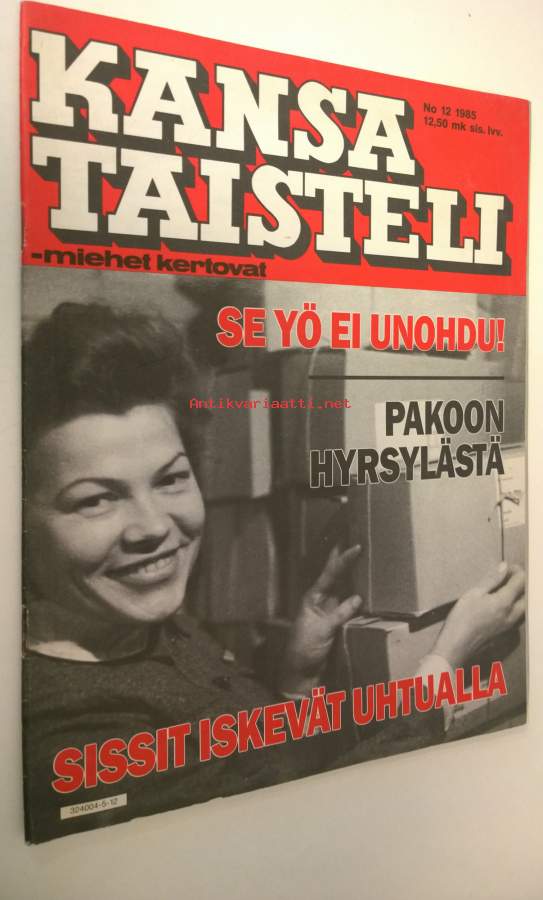 KANSA
TAISTELI
-miehet kertovat
No 12 1985
12,50 mk sis. lvv.
SE YÖ EI UNOHDU!
Antikvariaatti.net
PAKOON
HYRSYLÄSTÄ
SISSIT ISKEVÄT UHTUALLA
324004-5-12